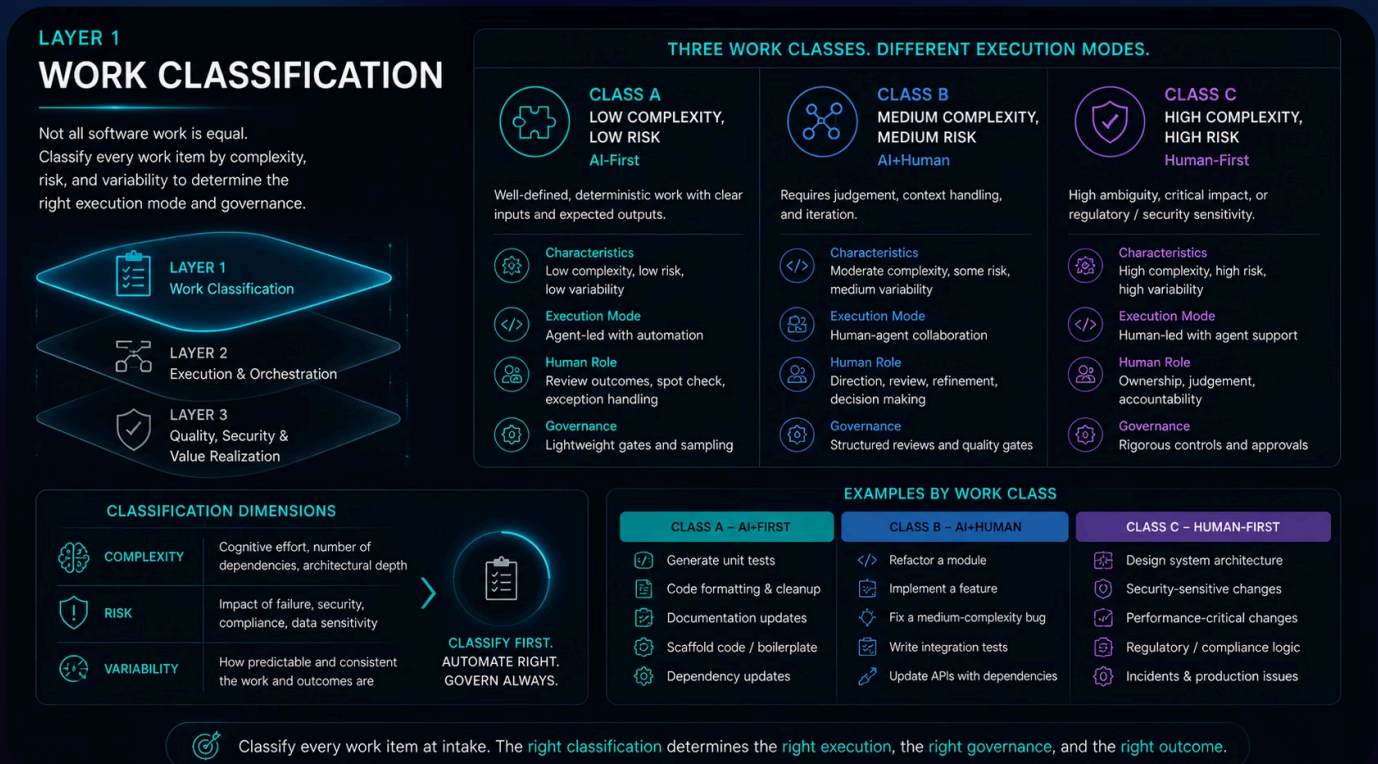 LAYER 1
WORK CLASSIFICATION
Not all software work is equal.
Classify every work item by complexity,
risk, and variability to determine the
right execution mode and governance.
LAYER 1
Work Classification
LAYER 2
Execution & Orchestration
LAYER 3
Quality, Security &
Value Realization
THREE WORK CLASSES. DIFFERENT EXECUTION MODES.
CLASS A
LOW COMPLEXITY,
LOW RISK
AI-First
Well-defined, deterministic work with clear
inputs and expected outputs.
Characteristics
Low complexity, low risk,
low variability
Execution Mode
Agent-led with automation
Human Role
Review outcomes, spot check,
exception handling
Governance
Lightweight gates and sampling
CLASS B
MEDIUM COMPLEXITY,
MEDIUM RISK
AI+Human
Requires judgement, context handling,
and iteration.
Characteristics
Moderate complexity, some risk,
medium variability
Execution Mode
Human-agent collaboration
Human Role
Direction, review, refinement,
decision making
Governance
Structured reviews and quality gates
CLASS C
HIGH COMPLEXITY,
HIGH RISK
Human-First
High ambiguity, critical impact, or
regulatory / security sensitivity.
Characteristics
High complexity, high risk,
high variability
Execution Mode
Human-led with agent support
Human Role
Ownership, judgement,
accountability
Governance
Rigorous controls and approvals
CLASSIFICATION DIMENSIONS
COMPLEXITY
Cognitive effort, number of
dependencies, architectural depth
RISK
Impact of failure, security,
compliance, data sensitivity
VARIABILITY
How predictable and consistent
the work and outcomes are
CLASSIFY FIRST.
AUTOMATE RIGHT.
GOVERN ALWAYS.
EXAMPLES BY WORK CLASS
CLASS A – AI+FIRST
Generate unit tests
Code formatting & cleanup
Documentation updates
Scaffold code / boilerplate
Dependency updates
CLASS B – AI+HUMAN
Refactor a module
Implement a feature
Fix a medium-complexity bug
Write integration tests
Update APIs with dependencies
CLASS C – HUMAN-FIRST
Design system architecture
Security-sensitive changes
Performance-critical changes
Regulatory / compliance logic
Incidents & production issues
Classify every work item at intake. The right classification determines the right execution, the right governance, and the right outcome.